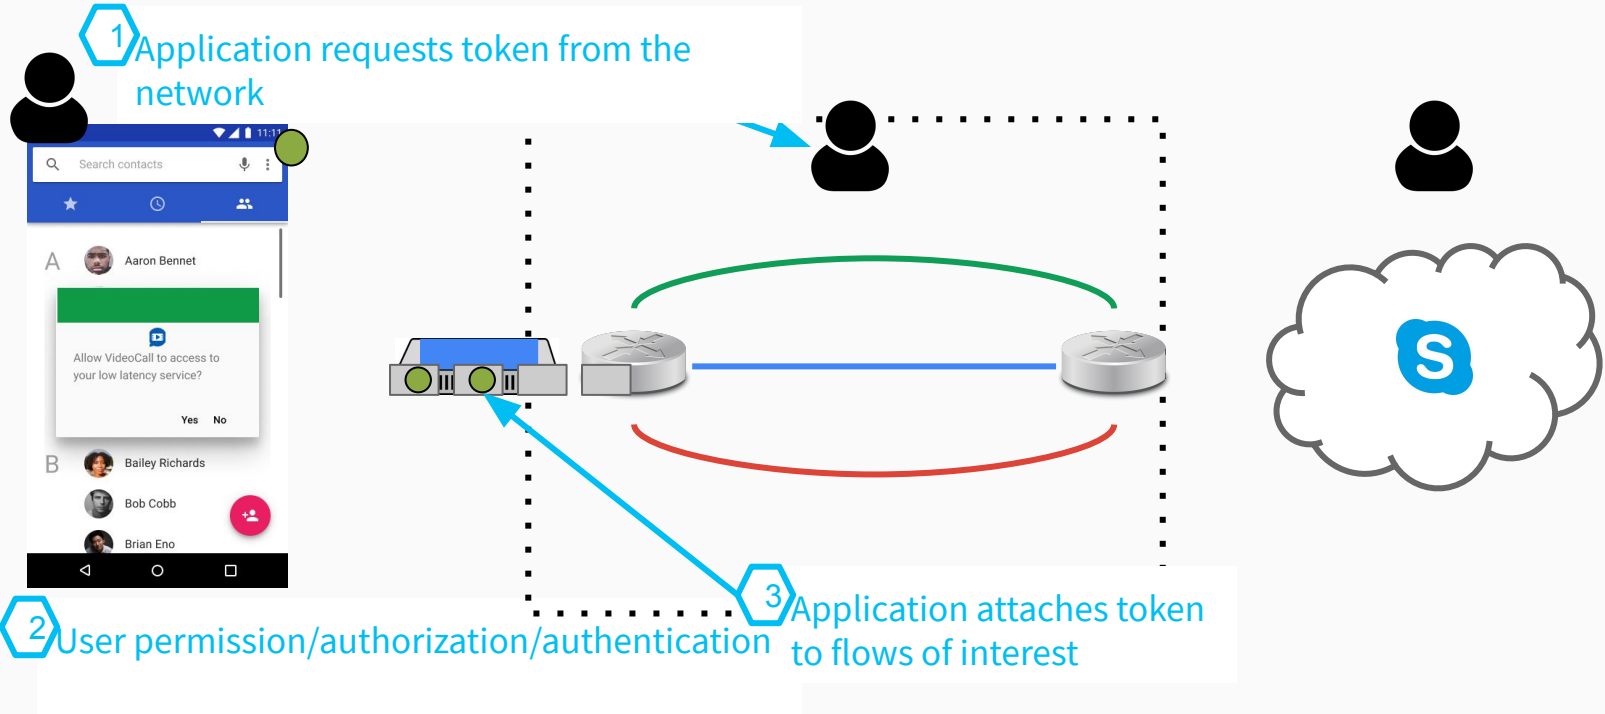 1
Application requests token from the
network
11:11
Search contacts
A
Aaron Bennet
Allow VideoCall to access to
your low latency service?
Yes No
B
Bailey Richards
Bob Cobb
Brian Eno
S
2
User permission/authorization/authentication
3
Application attaches token
to flows of interest